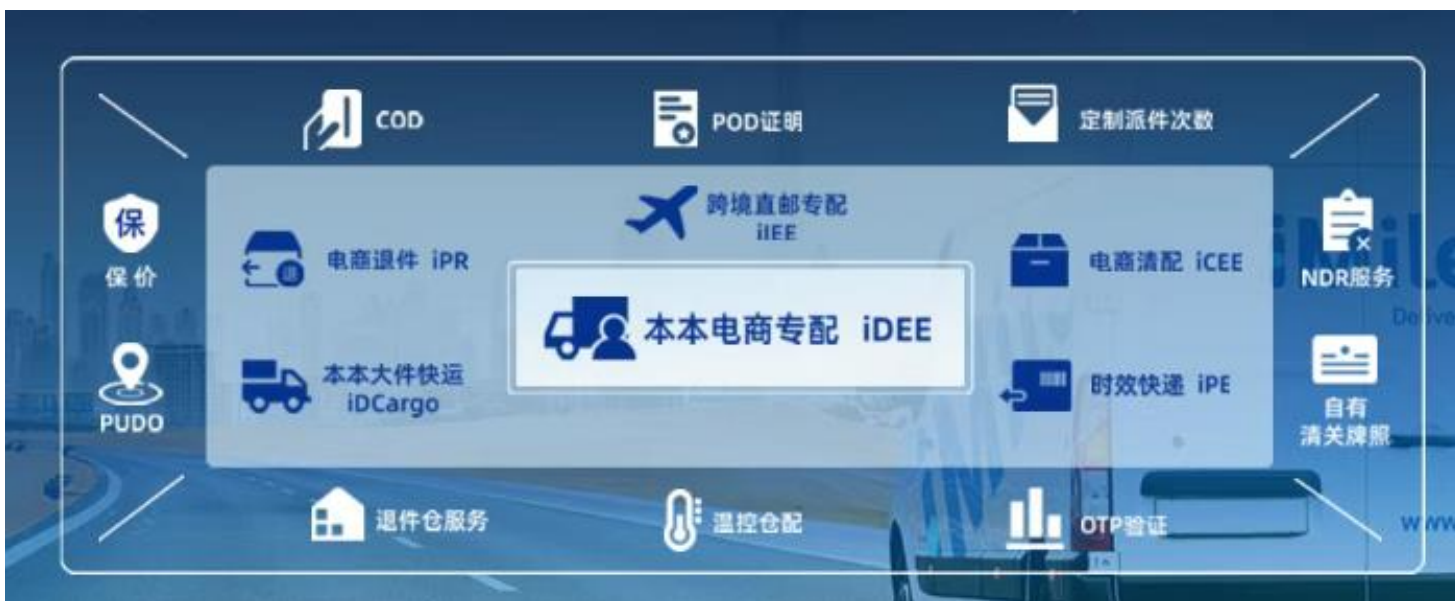 COD
POD证明
定制派件次数
保
保价
PUDO
跨境直邮专配
iIEE
电商退件 iPR
电商清配 iCEE
本本电商专配 iDEE
本本大件快运
iDCargo
时效快递 iPE
NDR服务
自有
清关牌照
退件仓服务
温控仓配
OTP验证
iMile
Delive
www